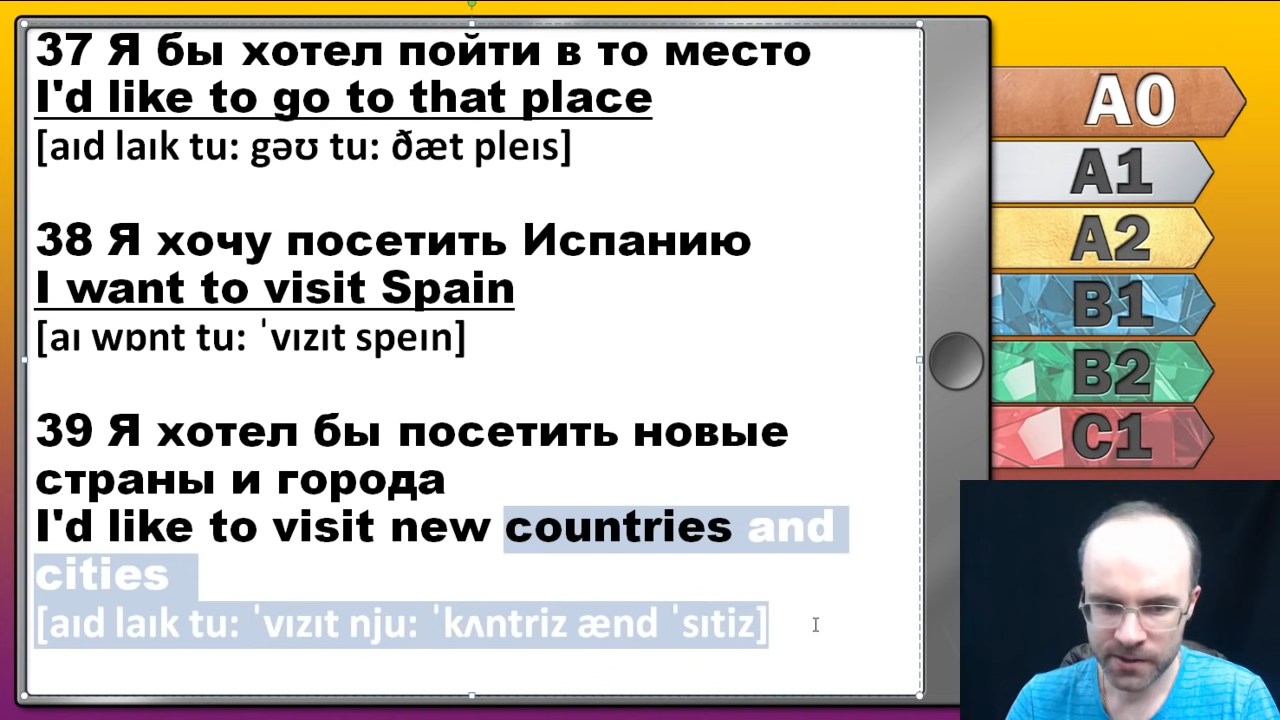 37 Я бы хотел пойти в то место
I'd like to go to that place
[aɪd laɪk tu: gəʊ tu: ðæt pleɪs]
38 Я хочу посетить Испанию
I want to visit Spain
[aɪ wɒnt tu: ˈvɪzɪt speɪn]
39 Я хотел бы посетить новые
страны и города
I'd like to visit new countries and
cities
[aɪd laɪk tu: ˈvɪzɪt nju: ˈkʌntriz ænd ˈsɪtiz]
A0
A1
A2
B1
B2
C1